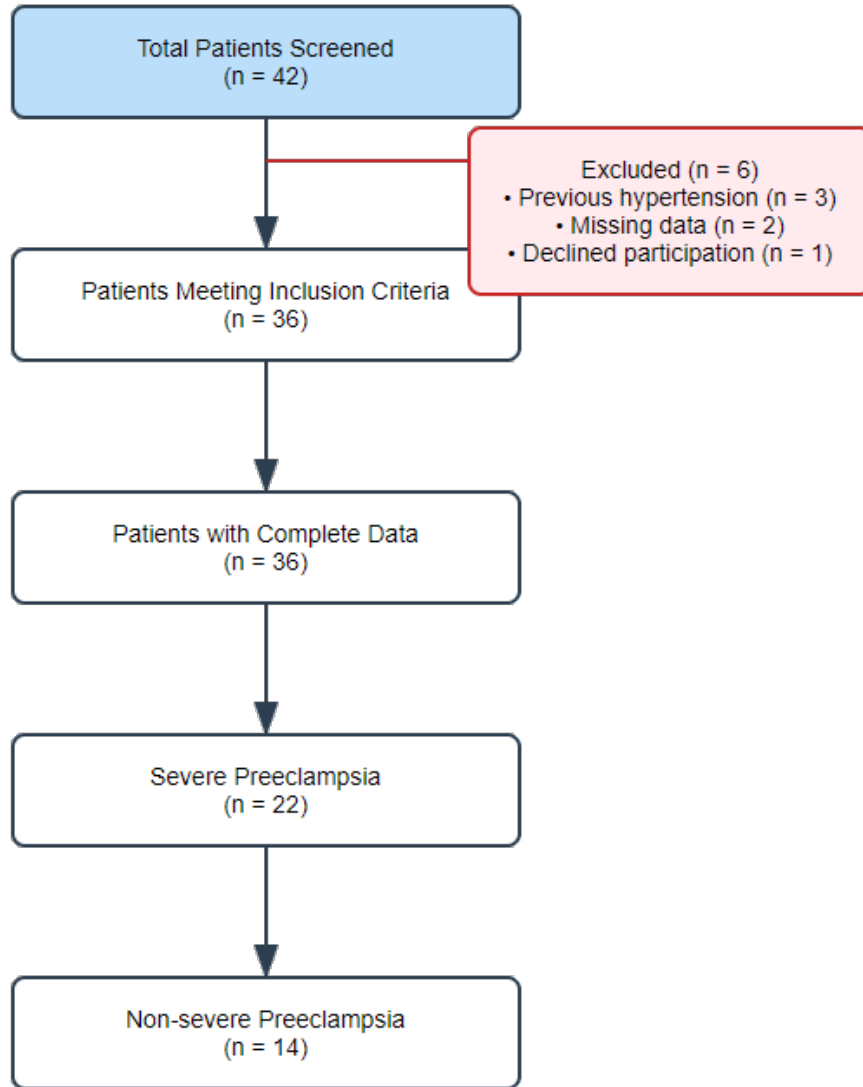 Total Patients Screened
(n = 42)
Excluded (n = 6)
• Previous hypertension (n = 3)
• Missing data (n = 2)
• Declined participation (n = 1)
Patients Meeting Inclusion Criteria
(n = 36)
Patients with Complete Data
(n = 36)
Severe Preeclampsia
(n = 22)
Non-severe Preeclampsia
(n = 14)